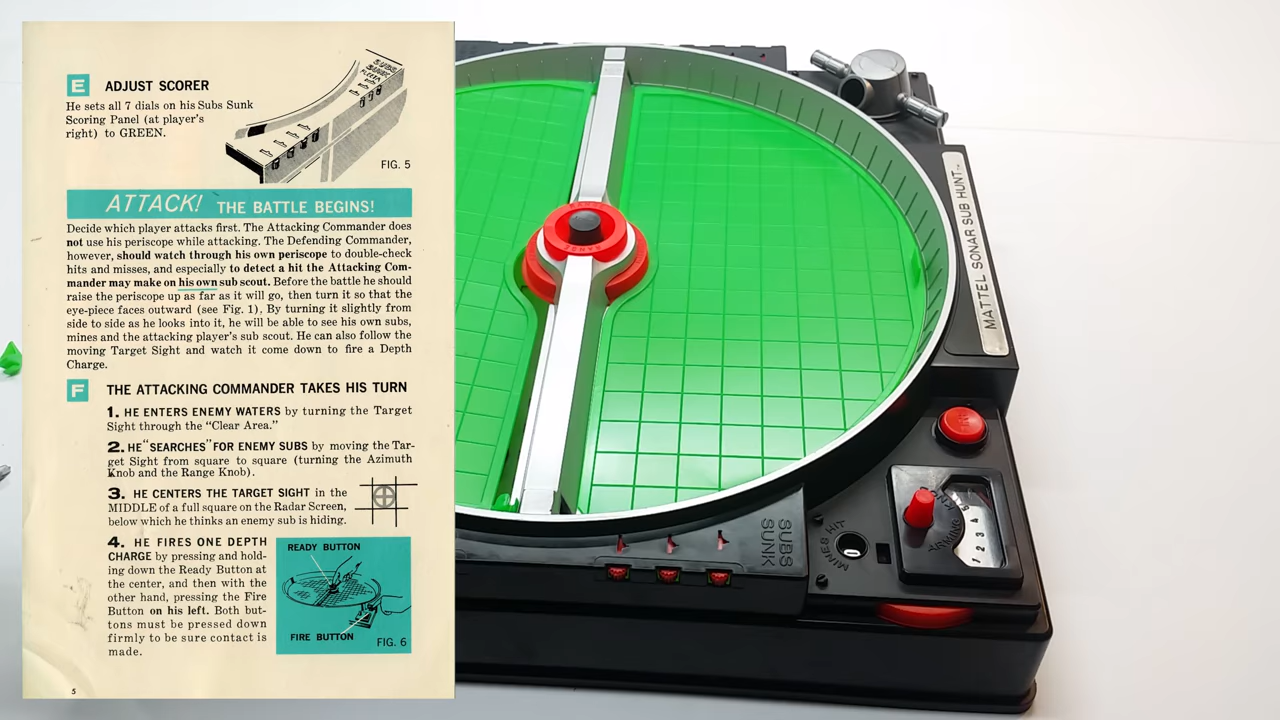 E ADJUST SCORER
He sets all 7 dials on his Subs Sunk
Scoring Panel (at player's
right) to GREEN.
FIG. 5
ATTACK! THE BATTLE BEGINS!
Decide which player attacks first. The Attacking Commander does
not use his periscope while attacking. The Defending Commander,
however, should watch through his own periscope to double-check
hits and misses, and especially to detect a hit the Attacking Com-
mander may make on his own sub scout. Before the battle he should
raise the periscope up as far as it will go, then turn it so that the
eye-piece faces outward (see Fig. 1). By turning it slightly from
side to side as he looks into it, he will be able to see his own subs,
mines and the attacking player's sub scout. He can also follow the
moving Target Sight and watch it come down to fire a Depth
Charge.
F THE ATTACKING COMMANDER TAKES HIS TURN
1. HE ENTERS ENEMY WATERS by turning the Target
Sight through the "Clear Area."
2. HE "SEARCHES" FOR ENEMY SUBS by moving the Tar-
get Sight from square to square (turning the Azimuth
Knob and the Range Knob).
3. HE CENTERS THE TARGET SIGHT in the
MIDDLE of a full square on the Radar Screen,
below which he thinks an enemy sub is hiding.
4. HE FIRES ONE DEPTH
CHARGE by pressing and hold-
ing down the Ready Button at
the center, and then with the
other hand, pressing the Fire
Button on his left. Both but-
tons must be pressed down
firmly to be sure contact is
made.
READY BUTTON
FIRE BUTTON
FIG. 6
5
RANGE
MATTEL SONAR SUB HUNT
SUBS
SUNK
MINES HIT
ARMING KNOB
1 2 3 4